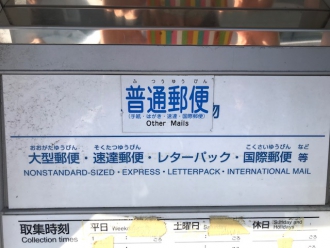 ふつうゆうびん
普通郵便
(手紙・はがき・速達・国際郵便)
Other Mails
物
おおがたゆうびん そくたつゆうびん こくさいゆうびん など
大型郵便・速達郵便・レターパック・国際郵便 等
NONSTANDARD-SIZED・EXPRESS・LETTERPACK・INTERNATIONAL MAIL
取集時刻 平日 土曜日 休日
Collection times